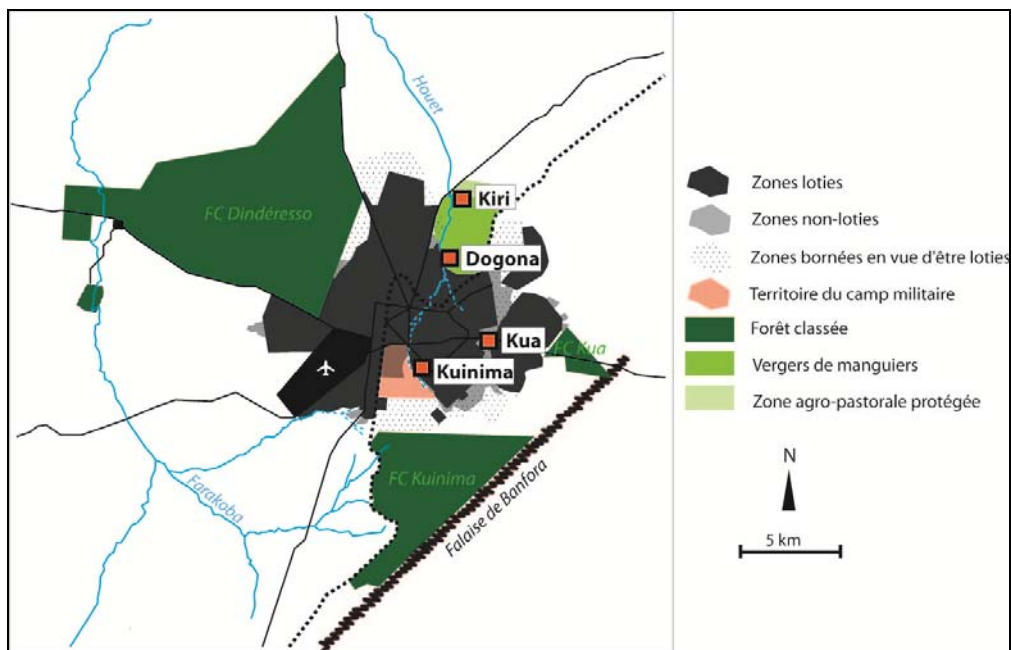 Houet
FC Dindéresso
Kiri
Dogona
Kua
FC Kua
Kuinima
FC Kuinima
Farakoba
Falaise de Banfora
Zones loties
Zones non-loties
Zones bornées en vue d'être loties
Territoire du camp militaire
Forêt classée
Vergers de manguiers
Zone agro-pastorale protégée
N
5 km